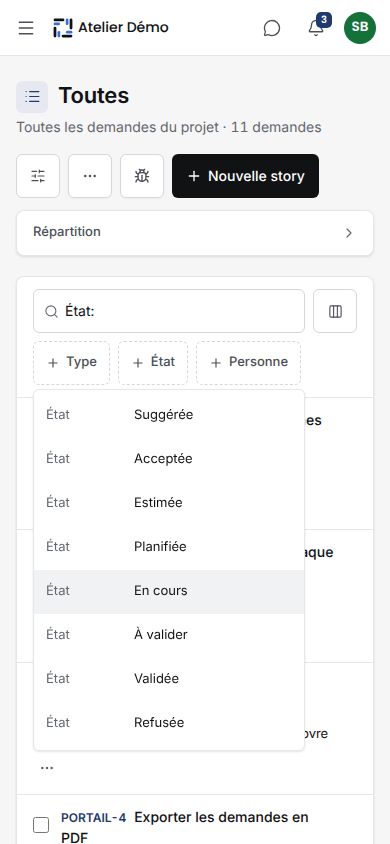 Atelier Démo
3
SB
Toutes
Toutes les demandes du projet · 11 demandes
Nouvelle story
Répartition
État:
Type
État
Personne
État Suggérée
État Acceptée
État Estimée
État Planifiée
État En cours
État À valider
État Validée
État Refusée
PORTAIL-4 Exporter les demandes en
PDF